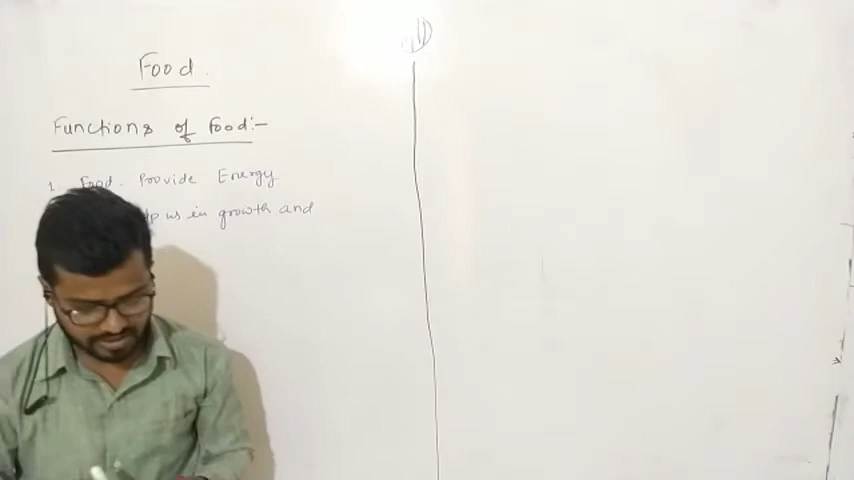 Food.
Functions of Food:-
1. Food. Provide Energy
us in growth and